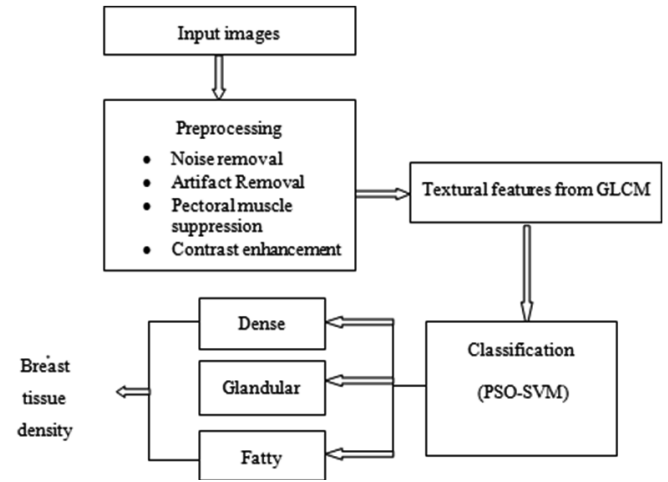 Input images
Preprocessing
• Noise removal
• Artifact Removal
• Pectoral muscle
suppression
• Contrast enhancement
Textural features from GLCM
Classification
(PSO-SVM)
Dense
Glandular
Fatty
Breast
tissue
density